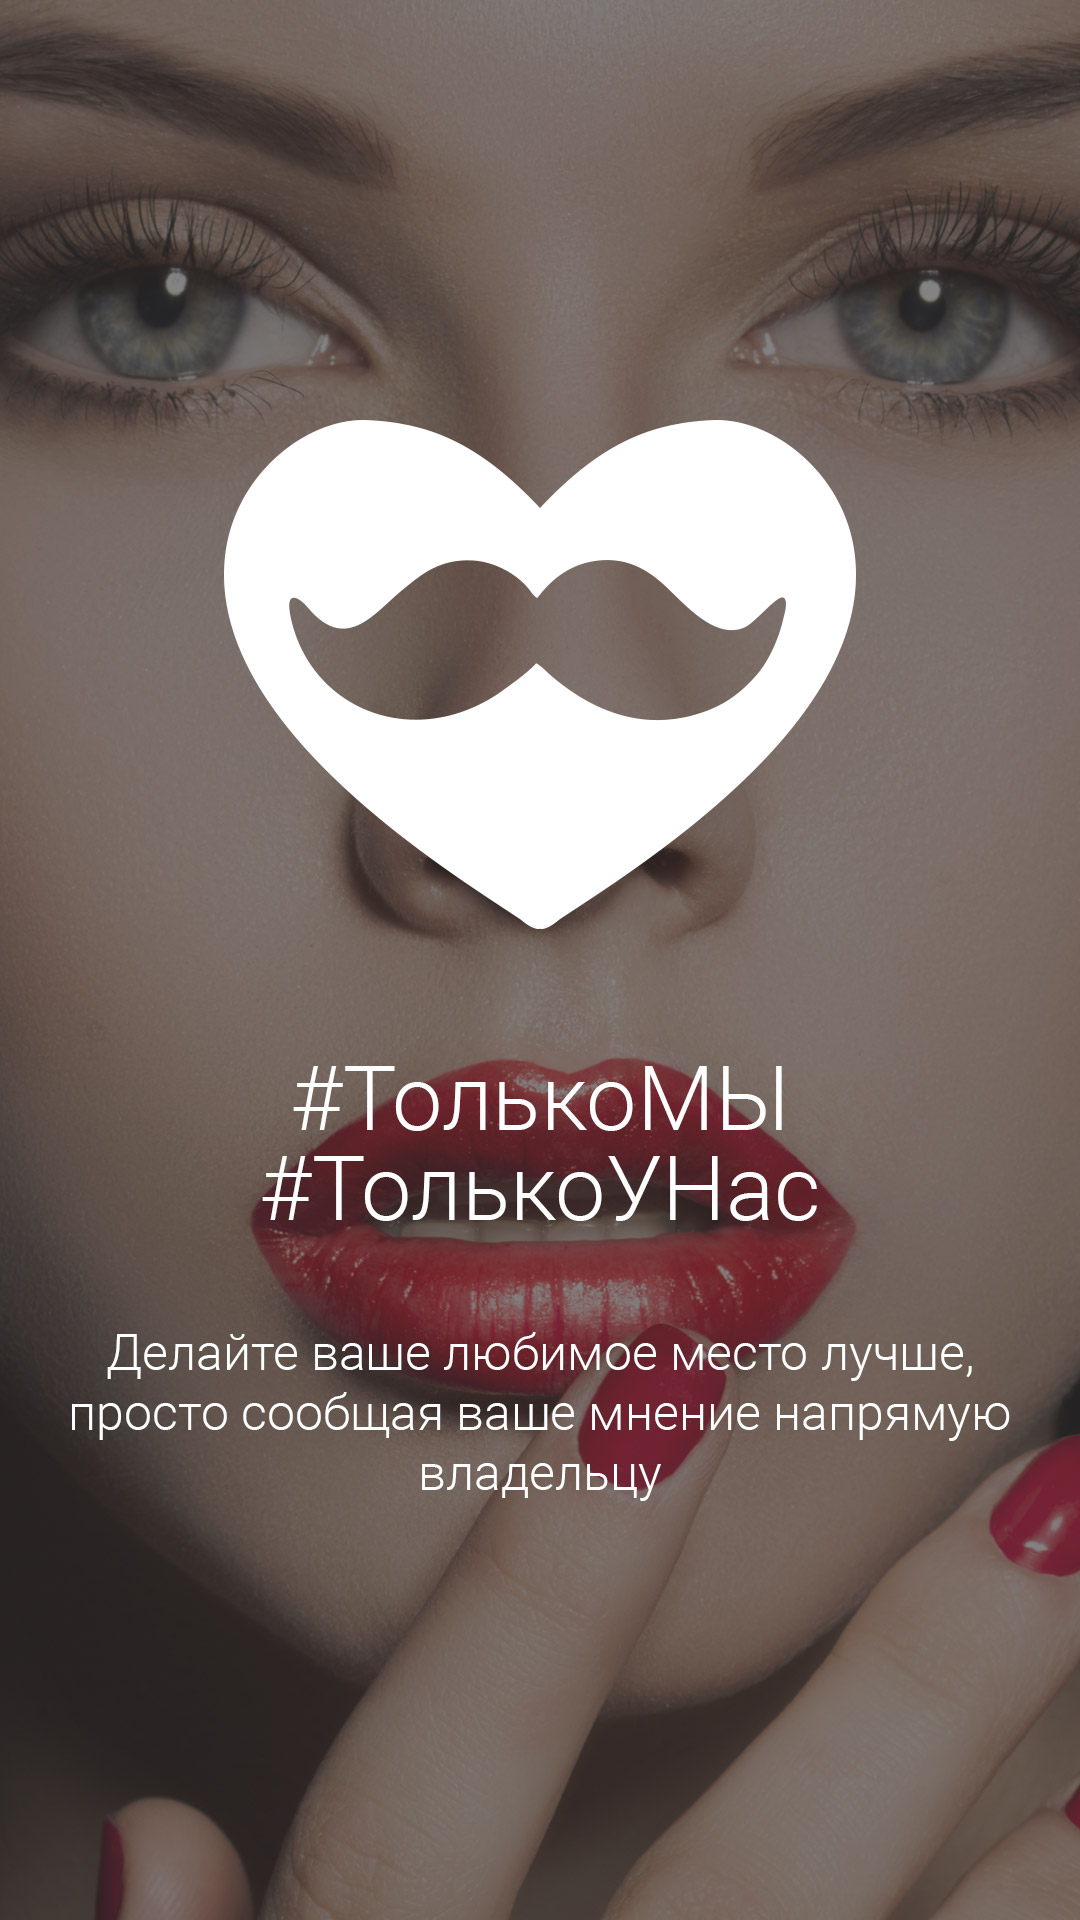 #ТолькоМЫ
#ТолькоУНас
Делайте ваше любимое место лучше,
просто сообщая ваше мнение напрямую
владельцу